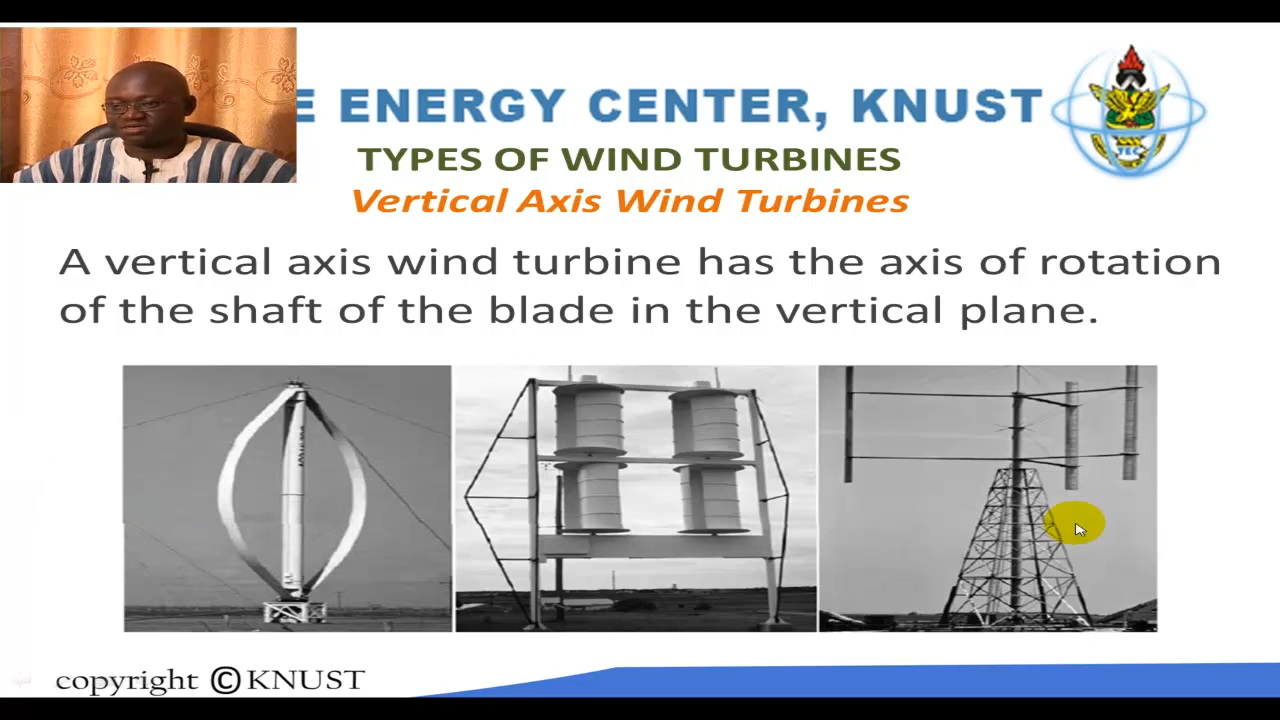 E ENERGY CENTER, KNUST
TYPES OF WIND TURBINES
Vertical Axis Wind Turbines
TEC
A vertical axis wind turbine has the axis of rotation
of the shaft of the blade in the vertical plane.
copyright ©KNUST